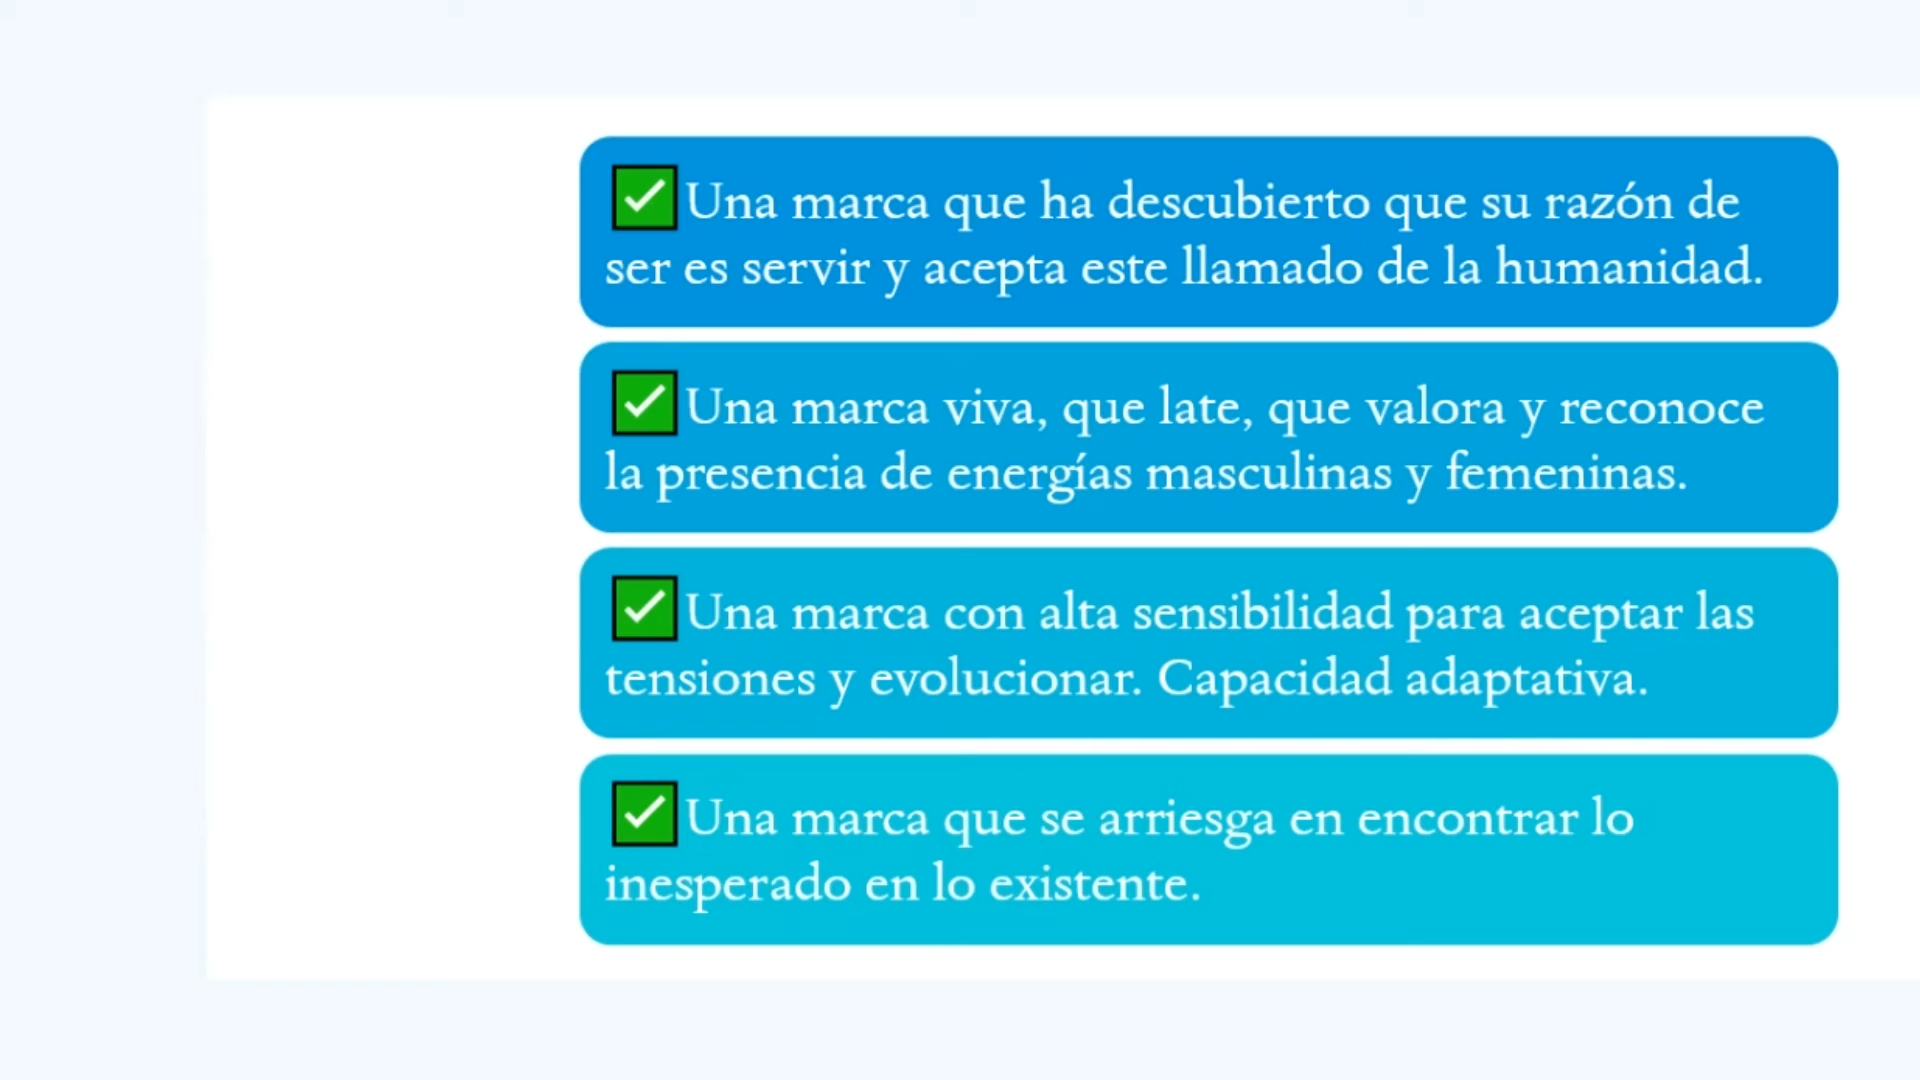 ✅Una marca que ha descubierto que su razón de
ser es servir y acepta este llamado de la humanidad.
✅Una marca viva, que late, que valora y reconoce
la presencia de energías masculinas y femeninas.
✅Una marca con alta sensibilidad para aceptar las
tensiones y evolucionar. Capacidad adaptativa.
✅Una marca que se arriesga en encontrar lo
inesperado en lo existente.